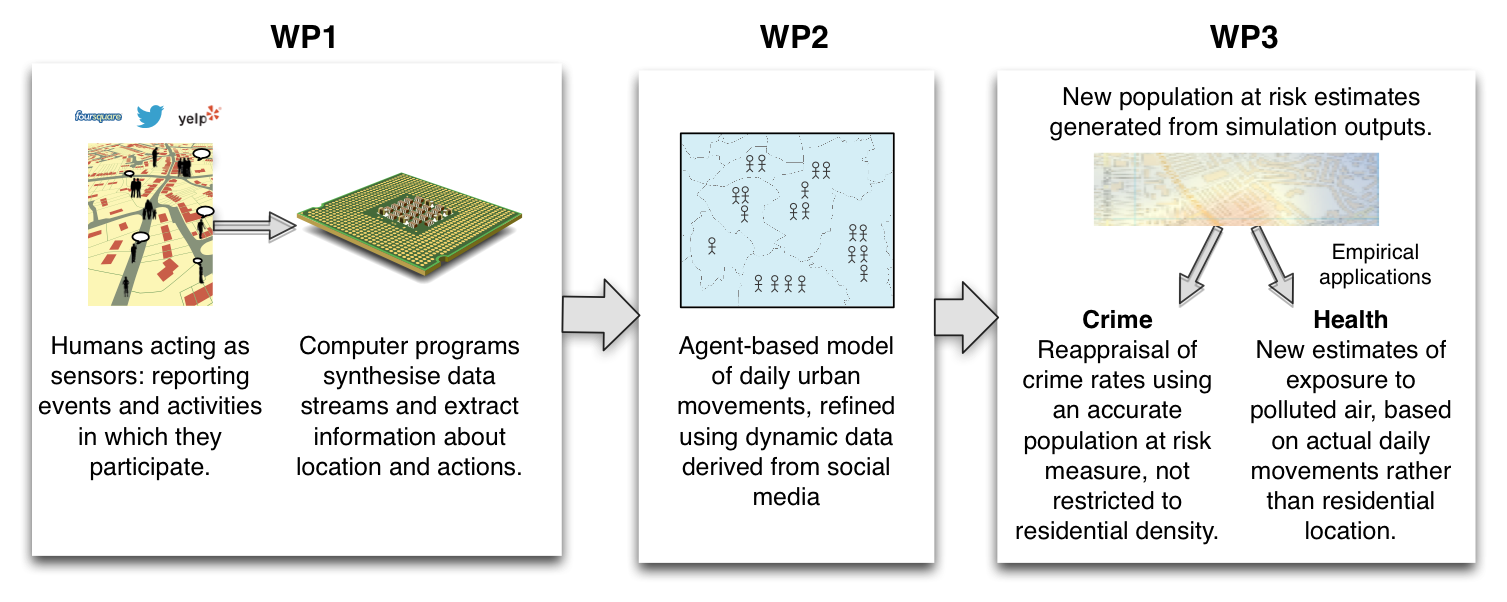 WP1
foursquare
yelp
Humans acting as
sensors: reporting
events and activities
in which they
participate.
Computer programs
synthesise data
streams and extract
information about
location and actions.
WP2
Agent-based model
of daily urban
movements, refined
using dynamic data
derived from social
media
WP3
New population at risk estimates
generated from simulation outputs.
Empirical
applications
Crime
Reappraisal of
crime rates using
an accurate
population at risk
measure, not
restricted to
residential density.
Health
New estimates of
exposure to
polluted air, based
on actual daily
movements rather
than residential
location.